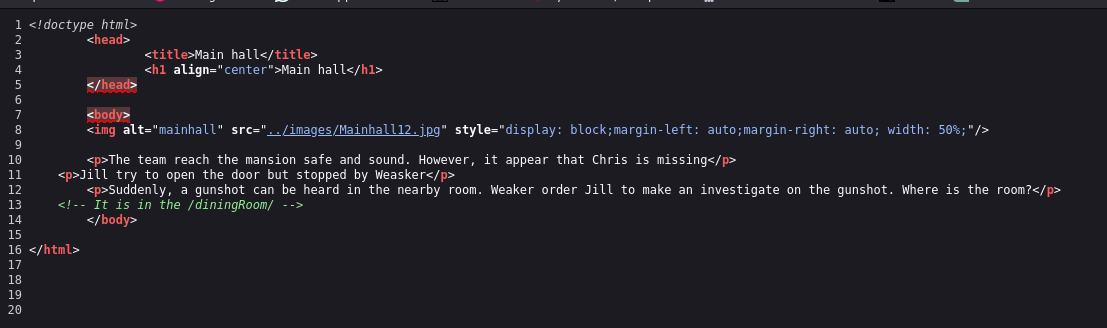 1 <!doctype html>
2 <head>
3 <title>Main hall</title>
4 <h1 align="center">Main hall</h1>
5 </head>
6
7 <body>
8 <img alt="mainhall" src="../images/Mainhall12.jpg" style="display: block;margin-left: auto;margin-right: auto; width: 50%;"/>
9
10 <p>The team reach the mansion safe and sound. However, it appear that Chris is missing</p>
11 <p>Jill try to open the door but stopped by Weasker</p>
12 <p>Suddenly, a gunshot can be heard in the nearby room. Weaker order Jill to make an investigate on the gunshot. Where is the room?</p>
13 <!-- It is in the /diningRoom/ -->
14 </body>
15
16 </html>
17
18
19
20